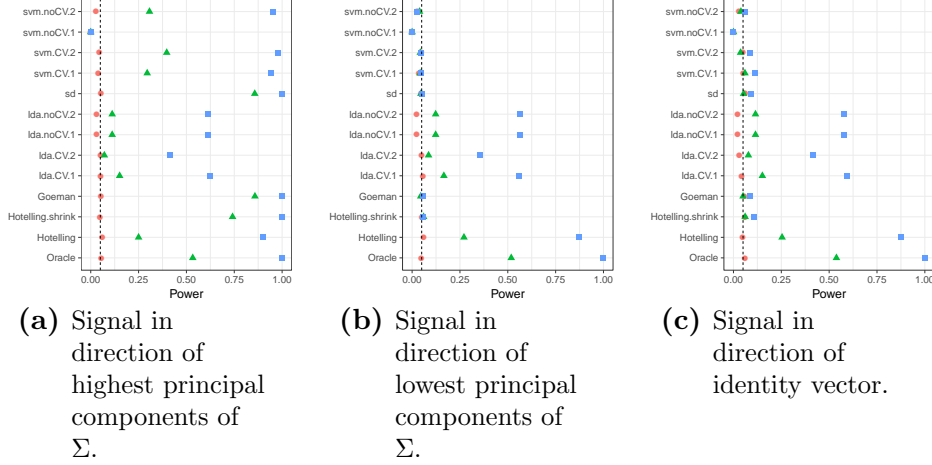 svm.noCV.2
svm.noCV.1
svm.CV.2
svm.CV.1
sd
lda.noCV.2
lda.noCV.1
lda.CV.2
lda.CV.1
Goeman
Hotelling.shrink
Hotelling
Oracle
0.00 0.25 0.50 0.75 1.00
Power
(a) Signal in
direction of
highest principal
components of
Σ.
svm.noCV.2
svm.noCV.1
svm.CV.2
svm.CV.1
sd
lda.noCV.2
lda.noCV.1
lda.CV.2
lda.CV.1
Goeman
Hotelling.shrink
Hotelling
Oracle
0.00 0.25 0.50 0.75 1.00
Power
(b) Signal in
direction of
lowest principal
components of
Σ.
svm.noCV.2
svm.noCV.1
svm.CV.2
svm.CV.1
sd
lda.noCV.2
lda.noCV.1
lda.CV.2
lda.CV.1
Goeman
Hotelling.shrink
Hotelling
Oracle
0.00 0.25 0.50 0.75 1.00
Power
(c) Signal in
direction of
identity vector.